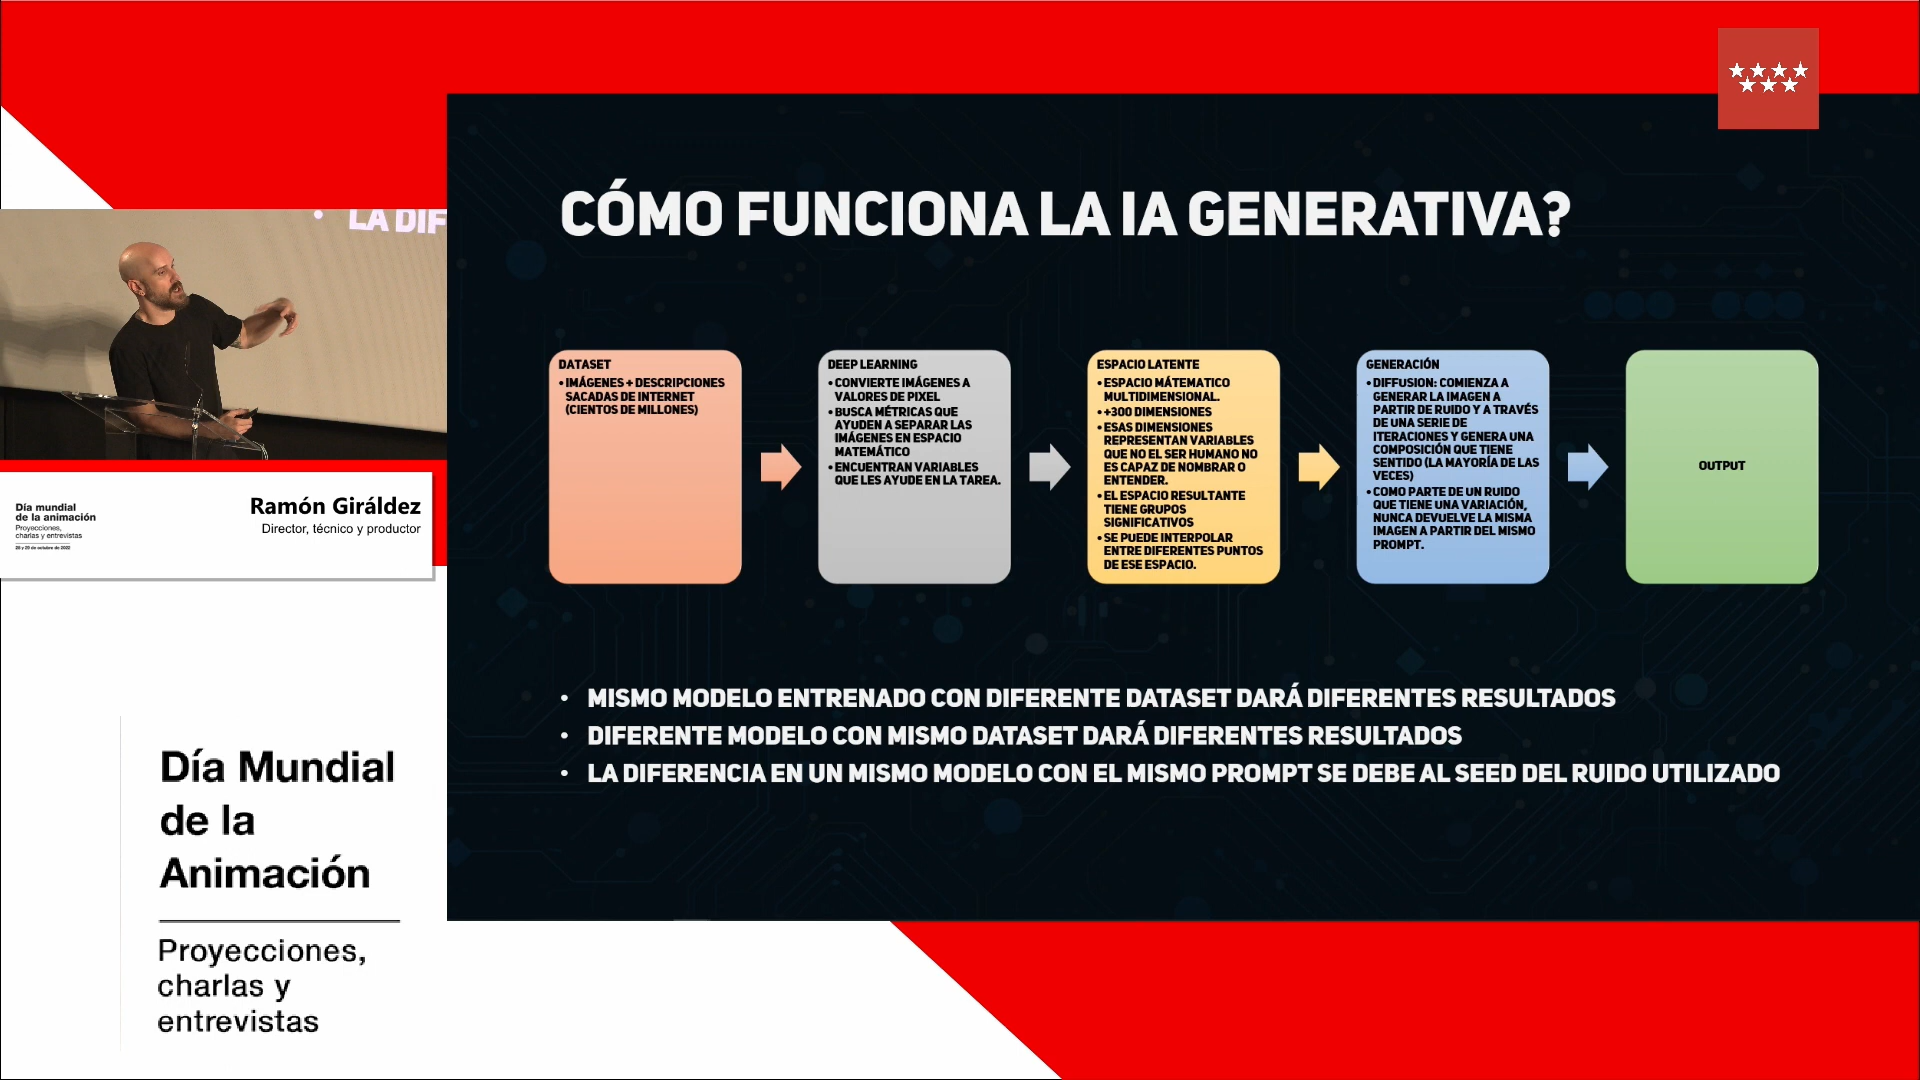 CÓMO FUNCIONA LA IA GENERATIVA?
LA DIF
DATASET
•IMÁGENES + DESCRIPCIONES
SACADAS DE INTERNET
(CIENTOS DE MILLONES)
DEEP LEARNING
•CONVIERTE IMÁGENES A
VALORES DE PIXEL
•BUSCA MÉTRICAS QUE
AYUDEN A SEPARAR LAS
IMÁGENES EN ESPACIO
MATEMÁTICO
•ENCUENTRAN VARIABLES
QUE LES AYUDE EN LA TAREA.
ESPACIO LATENTE
•ESPACIO MÁTEMATICO
MULTIDIMENSIONAL.
•+300 DIMENSIONES
•ESAS DIMENSIONES
REPRESENTAN VARIABLES
QUE NO EL SER HUMANO NO
ES CAPAZ DE NOMBRAR O
ENTENDER.
•EL ESPACIO RESULTANTE
TIENE GRUPOS
SIGNIFICATIVOS
•SE PUEDE INTERPOLAR
ENTRE DIFERENTES PUNTOS
DE ESE ESPACIO.
GENERACIÓN
•DIFFUSION: COMIENZA A
GENERAR LA IMAGEN A
PARTIR DE RUIDO Y A TRAVÉS
DE UNA SERIE DE
ITERACIONES Y GENERA UNA
COMPOSICIÓN QUE TIENE
SENTIDO (LA MAYORÍA DE LAS
VECES)
•COMO PARTE DE UN RUIDO
QUE TIENE UNA VARIACIÓN,
NUNCA DEVUELVE LA MISMA
IMAGEN A PARTIR DEL MISMO
PROMPT.
OUTPUT
• MISMO MODELO ENTRENADO CON DIFERENTE DATASET DARÁ DIFERENTES RESULTADOS
• DIFERENTE MODELO CON MISMO DATASET DARÁ DIFERENTES RESULTADOS
• LA DIFERENCIA EN UN MISMO MODELO CON EL MISMO PROMPT SE DEBE AL SEED DEL RUIDO UTILIZADO
Día mundial
de la animación
Proyecciones,
charlas y entrevistas
Ramón Giráldez
Director, técnico y productor
Día Mundial
de la
Animación
Proyecciones,
charlas y
entrevistas